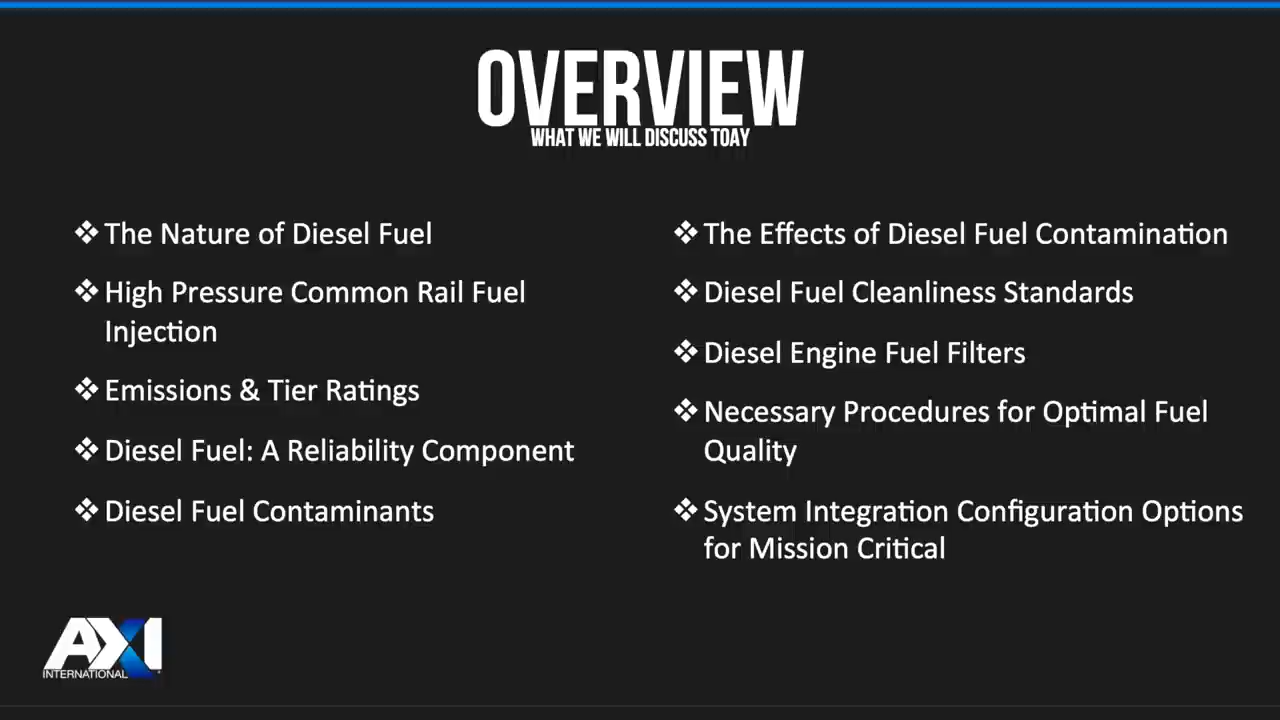 OVERVIEW
WHAT WE WILL DISCUSS TOAY
❖ The Nature of Diesel Fuel
❖ High Pressure Common Rail Fuel
Injection
❖ Emissions & Tier Ratings
❖ Diesel Fuel: A Reliability Component
❖ Diesel Fuel Contaminants
❖ The Effects of Diesel Fuel Contamination
❖ Diesel Fuel Cleanliness Standards
❖ Diesel Engine Fuel Filters
❖ Necessary Procedures for Optimal Fuel
Quality
❖ System Integration Configuration Options
for Mission Critical
AXI
INTERNATIONAL